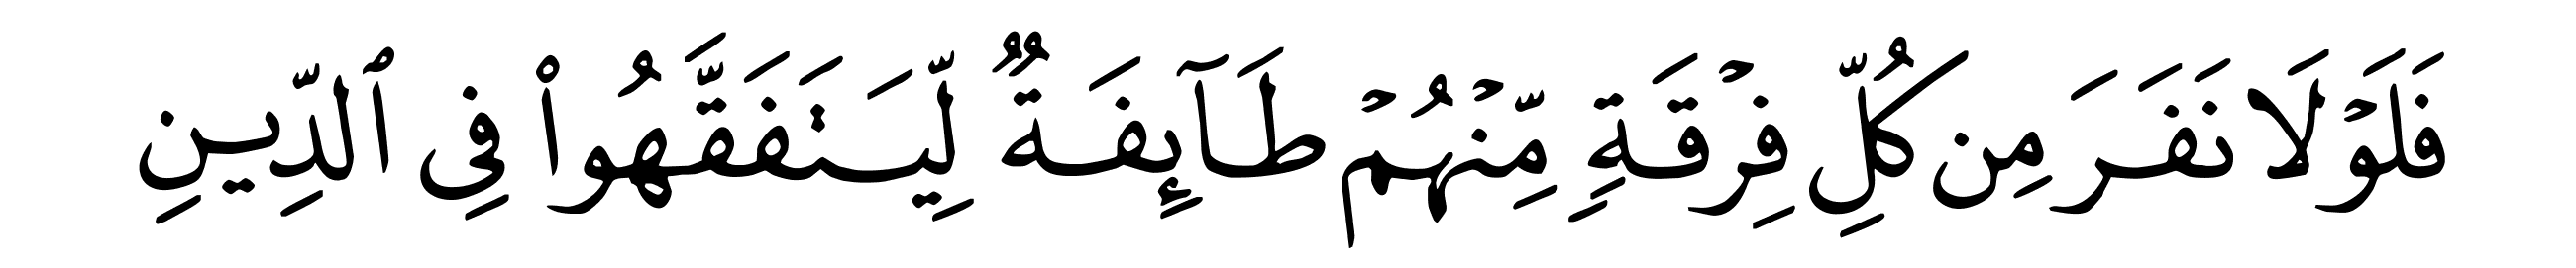 فَلَوۡلَا نَفَرَ مِن كُلِّ فِرۡقَةٖ مِّنۡهُمۡ طَآئِفَةٞ لِّيَتَفَقَّهُواْ فِي ٱلدِّينِ